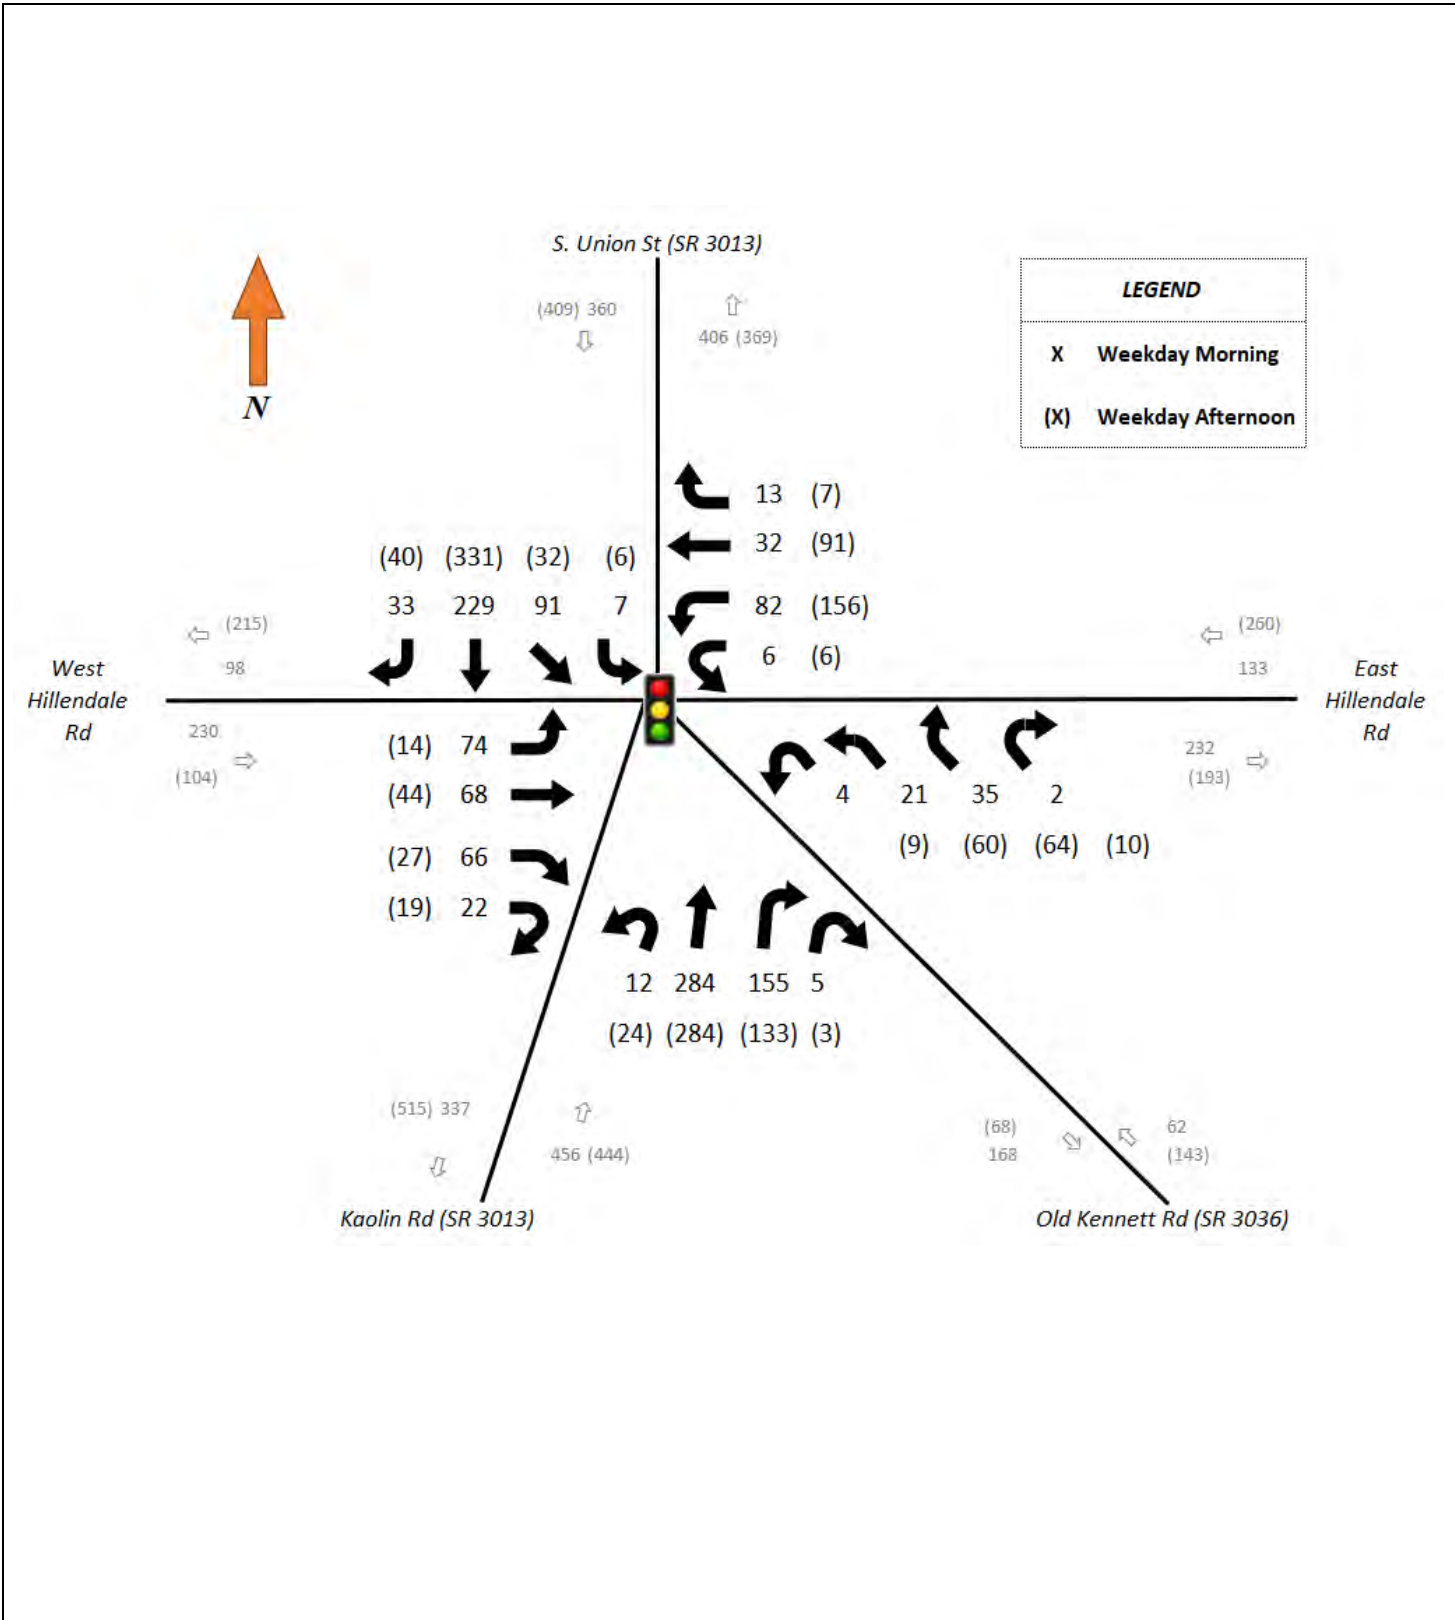 S. Union St (SR 3013)
(409) 360
406 (369)
N
LEGEND
X Weekday Morning
(X) Weekday Afternoon
13 (7)
32 (91)
82 (156)
6 (6)
(40) (331) (32) (6)
33 229 91 7
(215)
98
West
Hillendale
Rd
230
(104)
(260)
133
East
Hillendale
Rd
232
(193)
(14) 74
(44) 68
(27) 66
(19) 22
4 21 35 2
(9) (60) (64) (10)
12 284 155 5
(24) (284) (133) (3)
(515) 337
456 (444)
(68)
168
62
(143)
Kaolin Rd (SR 3013)
Old Kennett Rd (SR 3036)